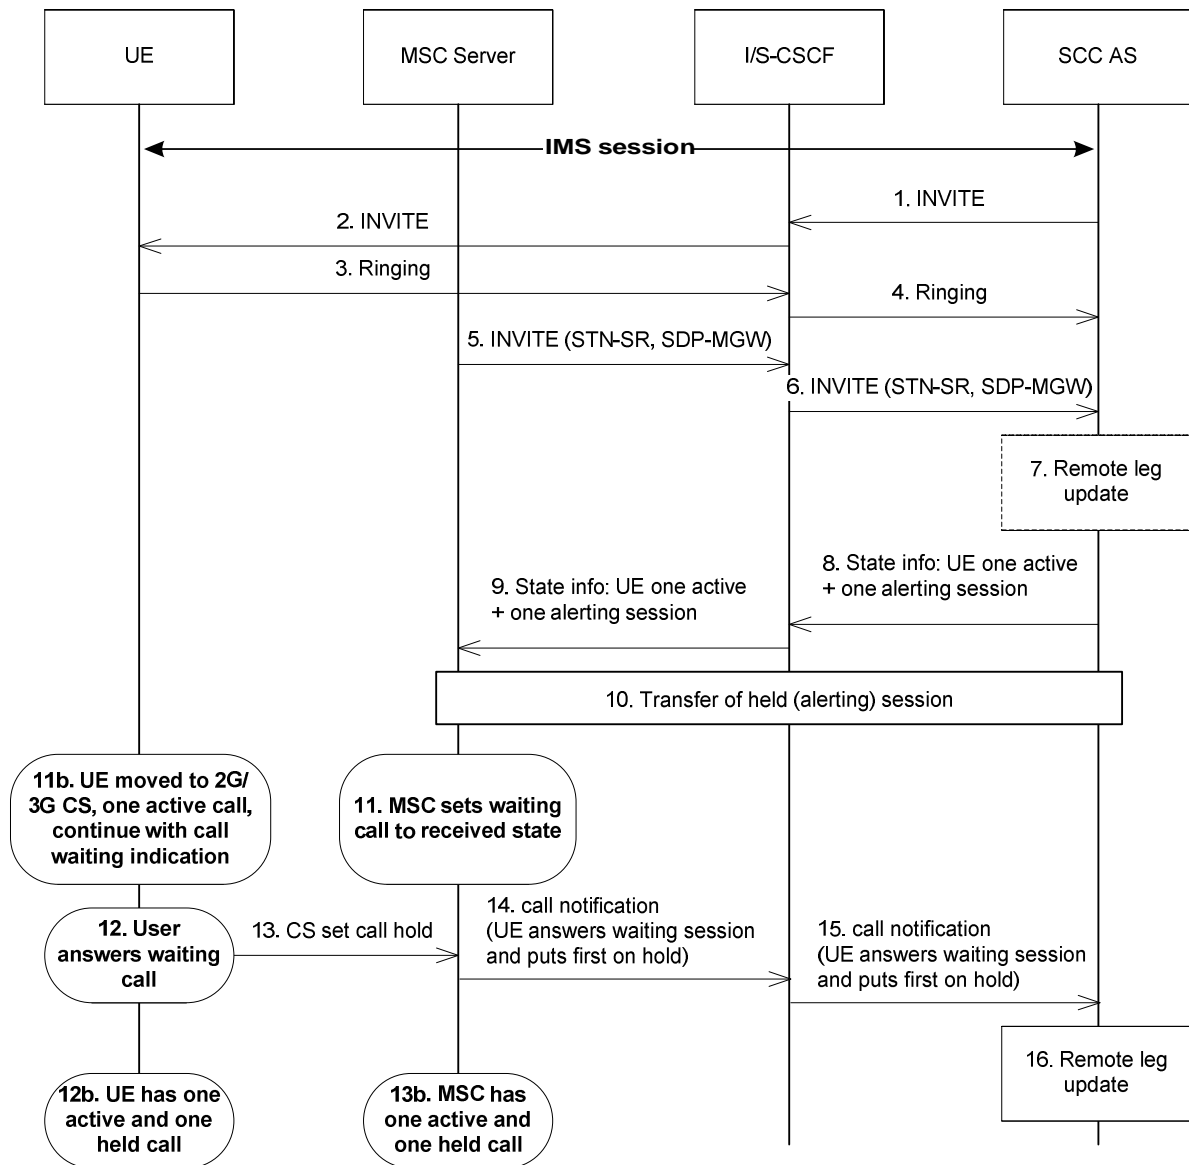 UE
MSC Server
I/S-CSCF
SCC AS
IMS session
1. INVITE
2. INVITE
3. Ringing
4. Ringing
5. INVITE (STN-SR, SDP-MGW)
6. INVITE (STN-SR, SDP-MGW)
7. Remote leg
update
8. State info: UE one active
+ one alerting session
9. State info: UE one active
+ one alerting session
10. Transfer of held (alerting) session
11b. UE moved to 2G/
3G CS, one active call,
continue with call
waiting indication
11. MSC sets waiting
call to received state
12. User
answers waiting
call
13. CS set call hold
14. call notification
(UE answers waiting session
and puts first on hold)
15. call notification
(UE answers waiting session
and puts first on hold)
16. Remote leg
update
12b. UE has one
active and one
held call
13b. MSC has
one active and
one held call